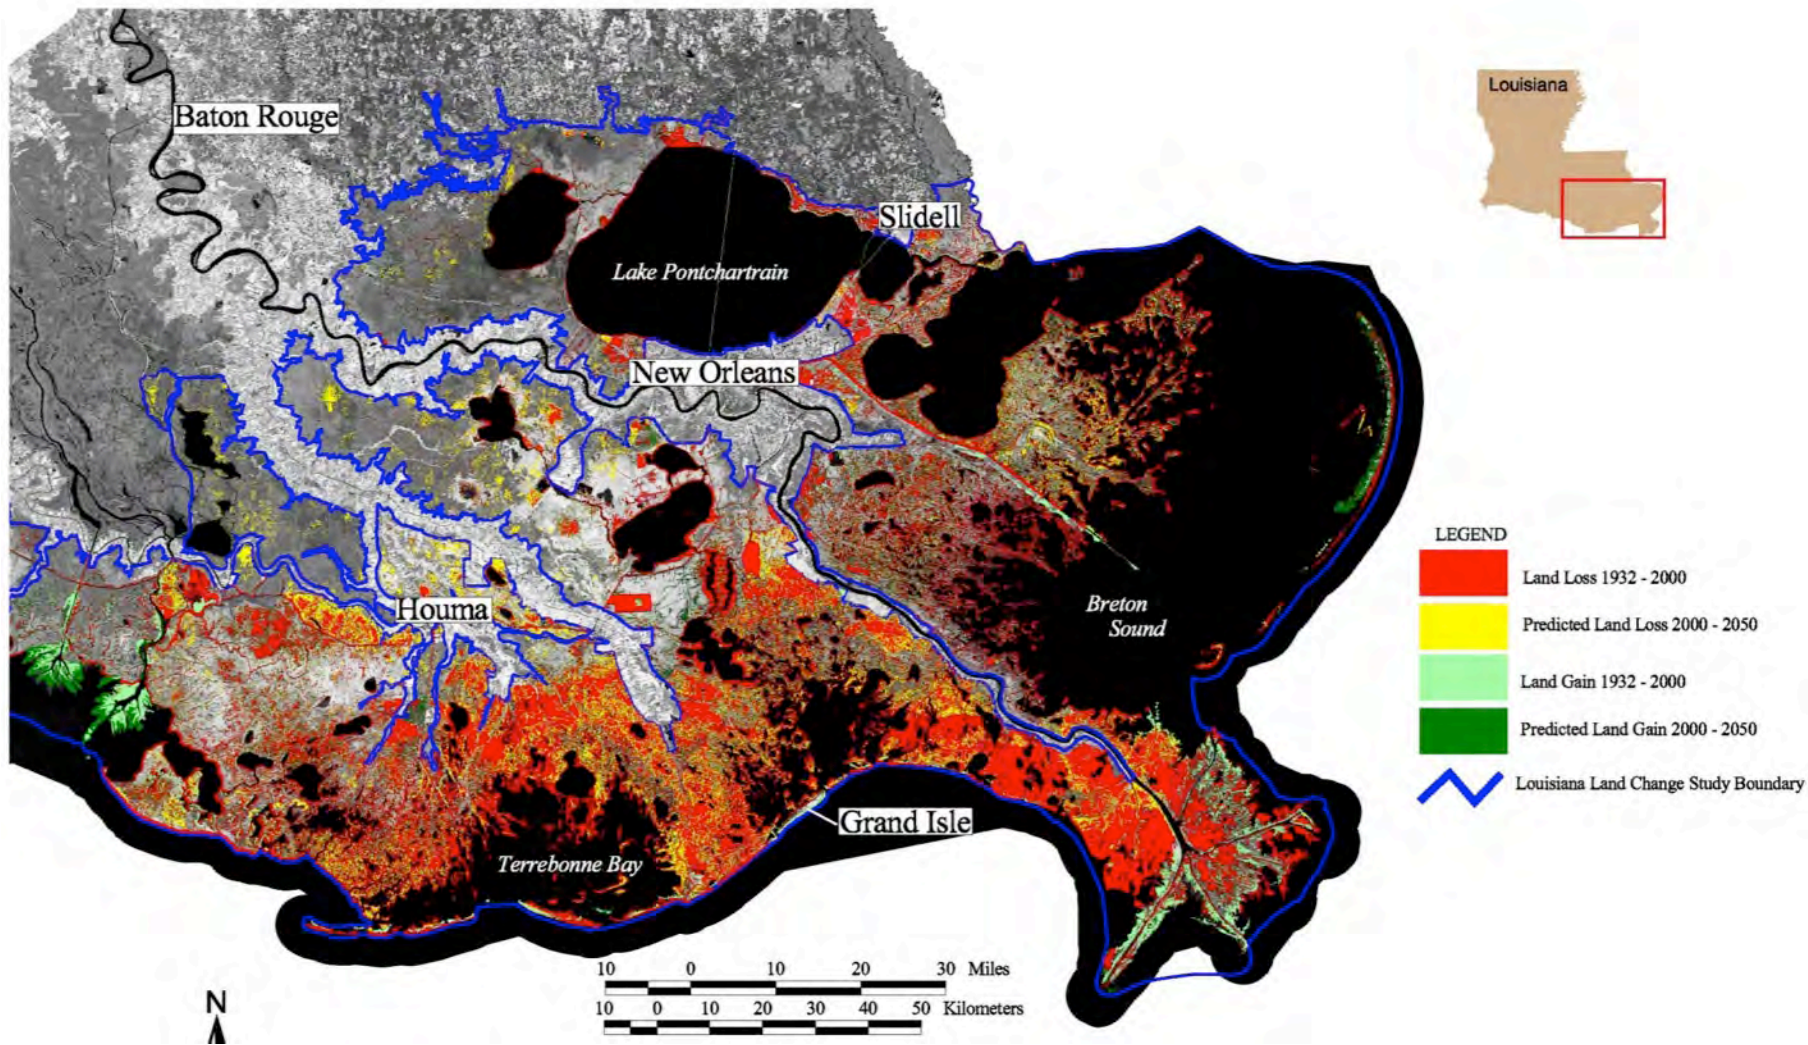 Louisiana
Baton Rouge
Slidell
Lake Pontchartrain
New Orleans
LEGEND
Land Loss 1932 - 2000
Houma
Breton
Sound
Predicted Land Loss 2000 - 2050
Land Gain 1932 - 2000
Predicted Land Gain 2000 - 2050
Louisiana Land Change Study Boundary
Grand Isle
Terrebonne Bay
10 0 10 20 30 Miles
10 0 10 20 30 40 50 Kilometers
N